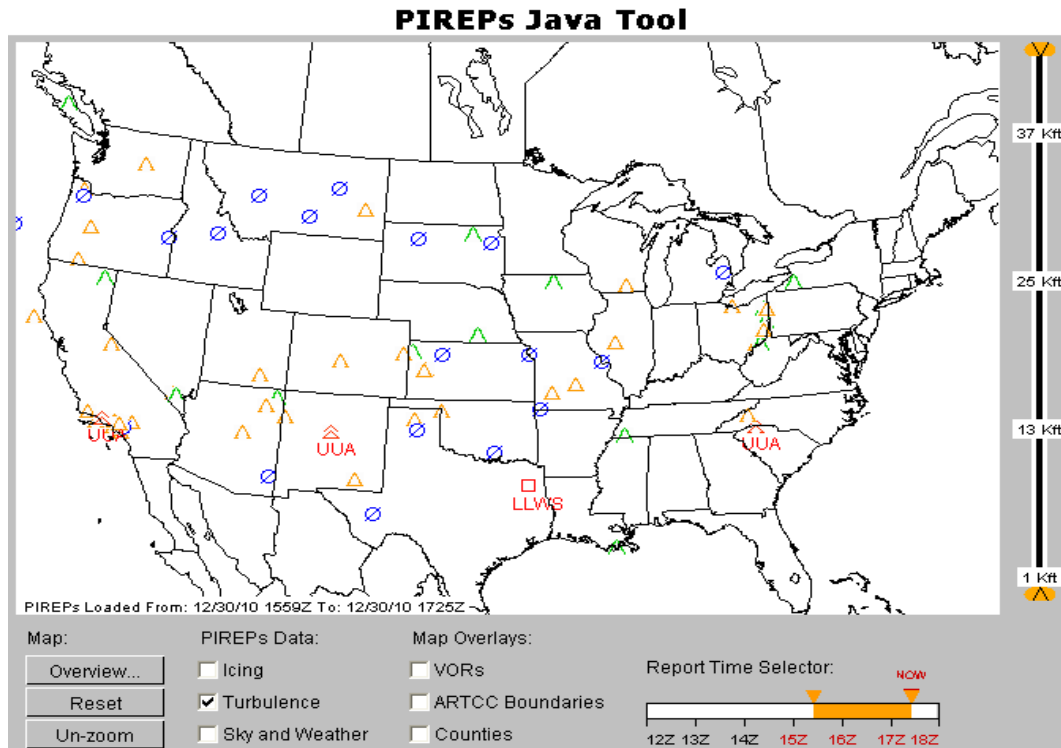 PIREPs Java Tool
37 Kft
25 Kft
13 Kft
1 Kft
UUA
UUA
UUA
LLWS
PIREPs Loaded From: 12/30/10 1559Z To: 12/30/10 1725Z
Map:
PIREPs Data:
Map Overlays:
Overview...
Reset
Un-zoom
Icing
Turbulence
Sky and Weather
VORs
ARTCC Boundaries
Counties
Report Time Selector:
NOW
12Z 13Z 14Z 15Z 16Z 17Z 18Z